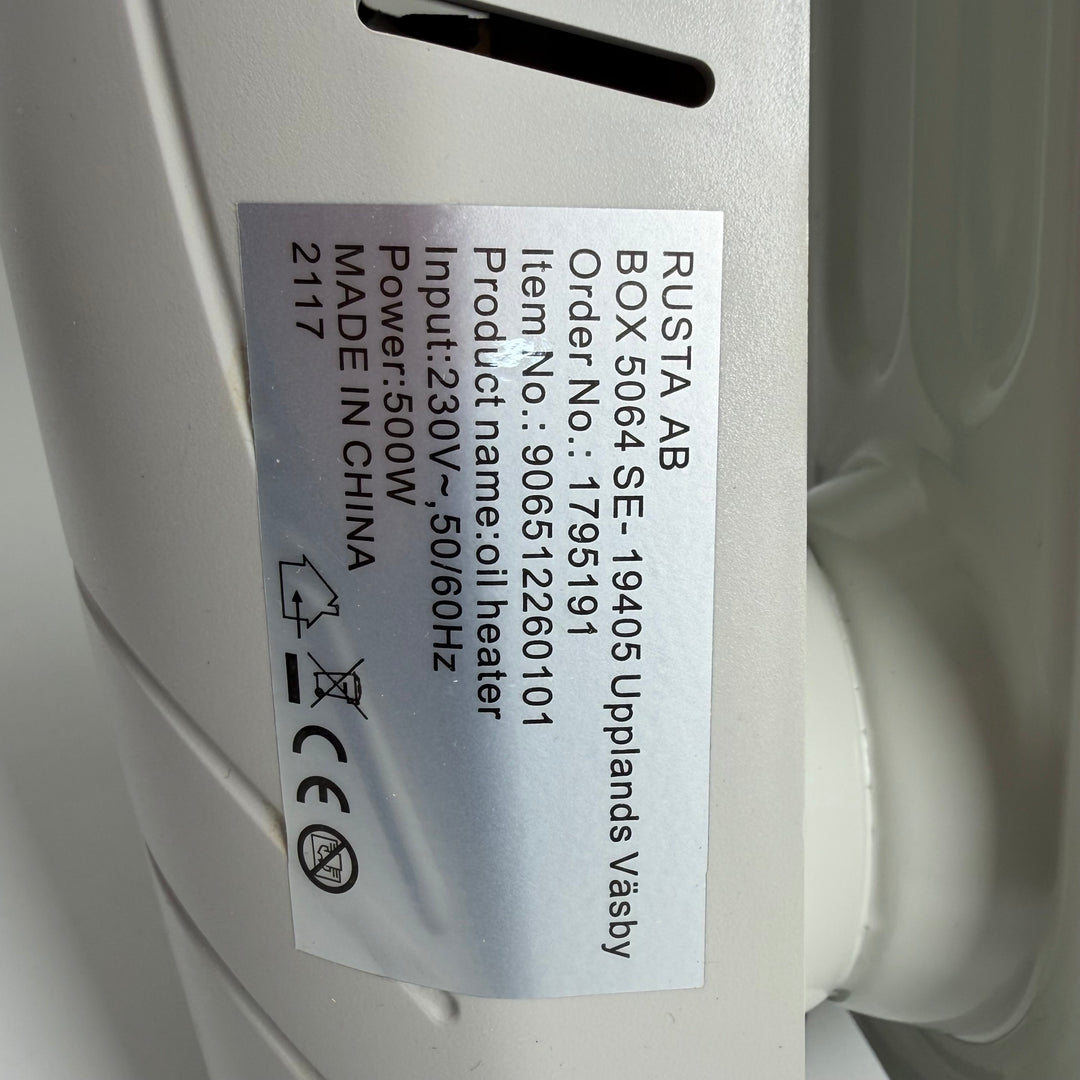 RUSTA AB
BOX 5064 SE- 19405 Upplands Väsby
Order No.: 1795191
Item No.: 906512260101
Product name:oil heater
Input:230V~,50/60Hz
Power:500W
MADE IN CHINA
2117
CE